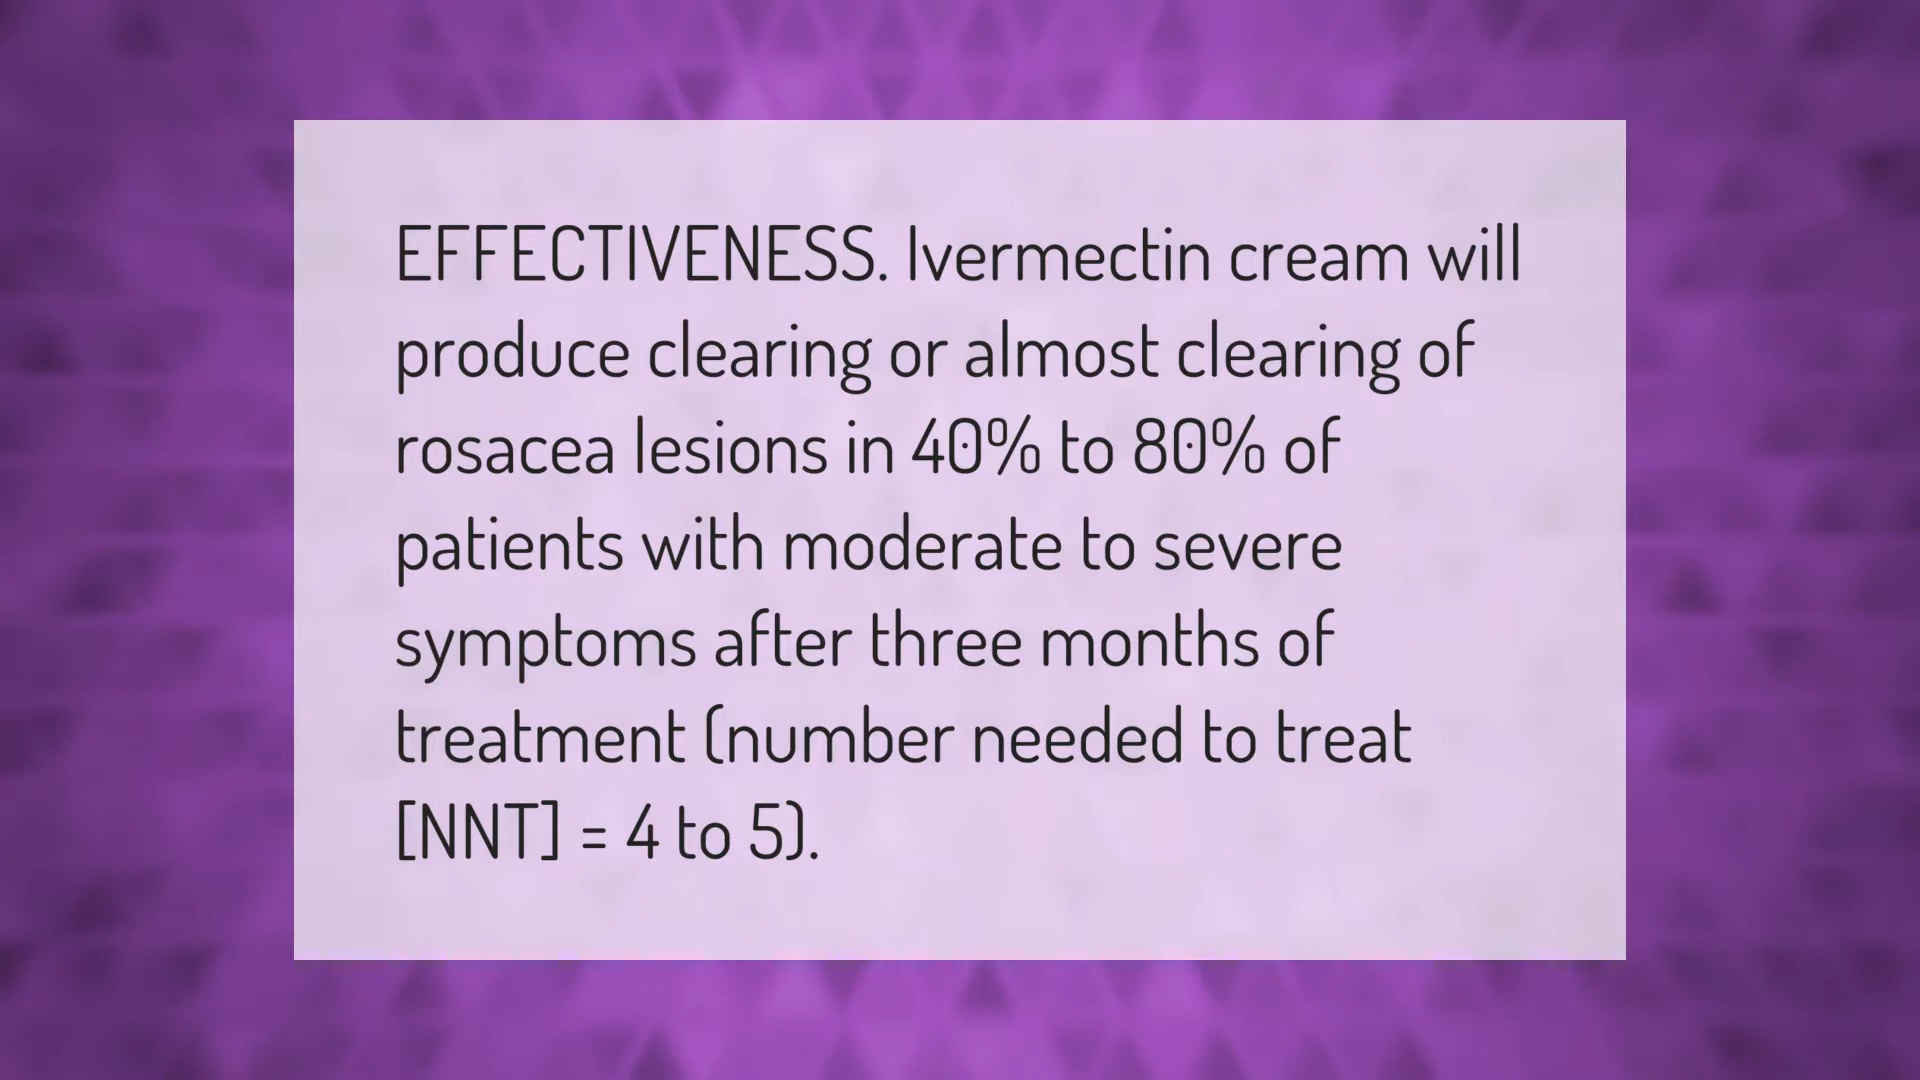 EFFECTIVENESS. Ivermectin cream will
produce clearing or almost clearing of
rosacea lesions in 40% to 80% of
patients with moderate to severe
symptoms after three months of
treatment (number needed to treat
[NNT] = 4 to 5).